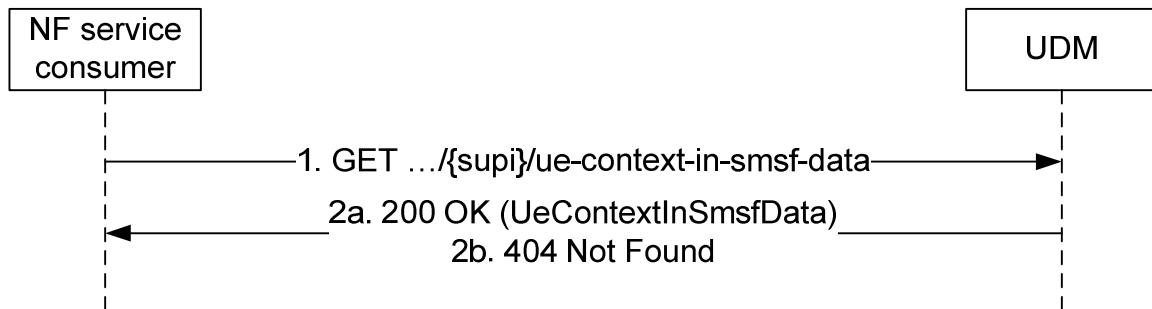 NF service
consumer
UDM
1. GET …/{supi}/ue-context-in-smsf-data
2a. 200 OK (UeContextInSmsfData)
2b. 404 Not Found